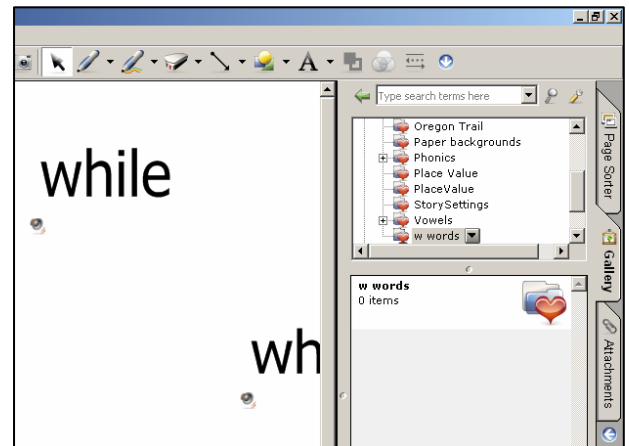 A
Type search terms here
Oregon Trail
Paper backgrounds
Phonics
Place Value
PlaceValue
StorySettings
Vowels
w words
w words
0 items
while
wh
Page Sorter
Gallery
Attachments